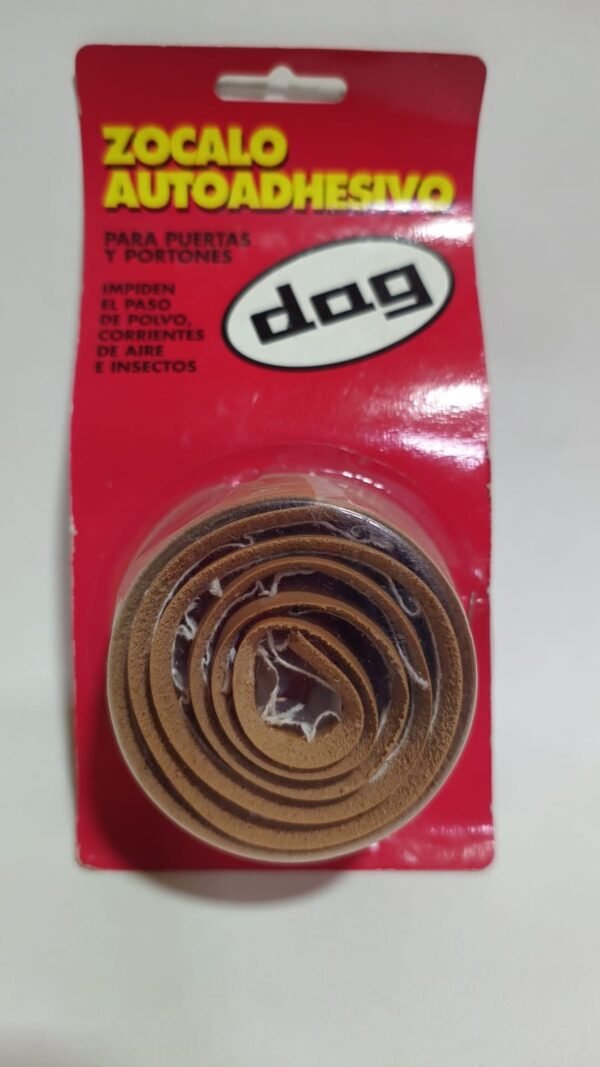 ZOCALO
AUTOADHESIVO
PARA PUERTAS
Y PORTONES
dag
IMPIDEN
EL PASO
DE POLVO,
CORRIENTES
DE AIRE
E INSECTOS